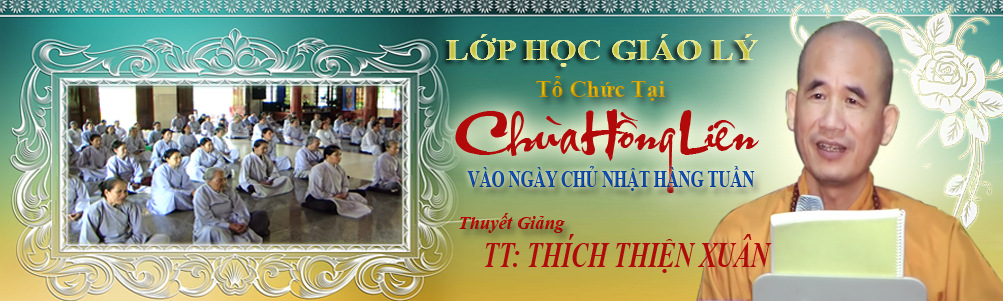 LỚP HỌC GIÁO LÝ
Tổ Chức Tại
Chùa Hồng Liên
VÀO NGÀY CHỦ NHẬT HẰNG TUẦN
Thuyết Giảng
TT: THÍCH THIỆN XUÂN